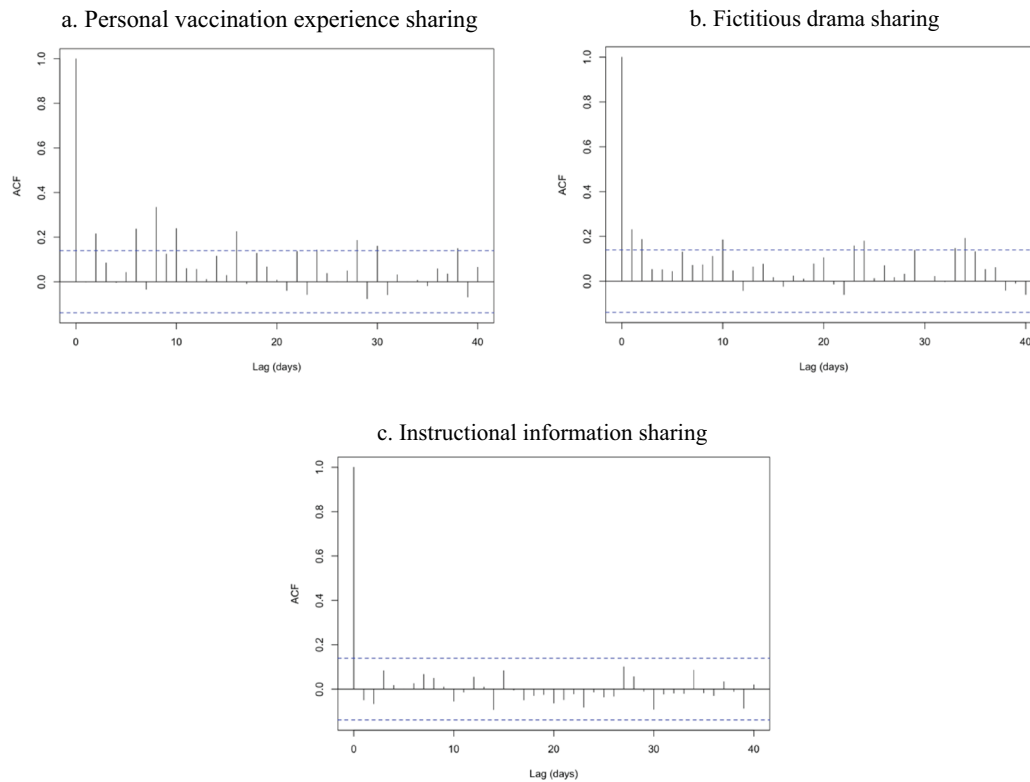 a. Personal vaccination experience sharing
1.0
0.8
0.6
0.4
0.2
0.0
ACF
0 10 20 30 40
Lag (days)
b. Fictitious drama sharing
1.0
0.8
0.6
0.4
0.2
0.0
ACF
0 10 20 30 40
Lag (days)
c. Instructional information sharing
1.0
0.8
0.6
0.4
0.2
0.0
ACF
0 10 20 30 40
Lag (days)